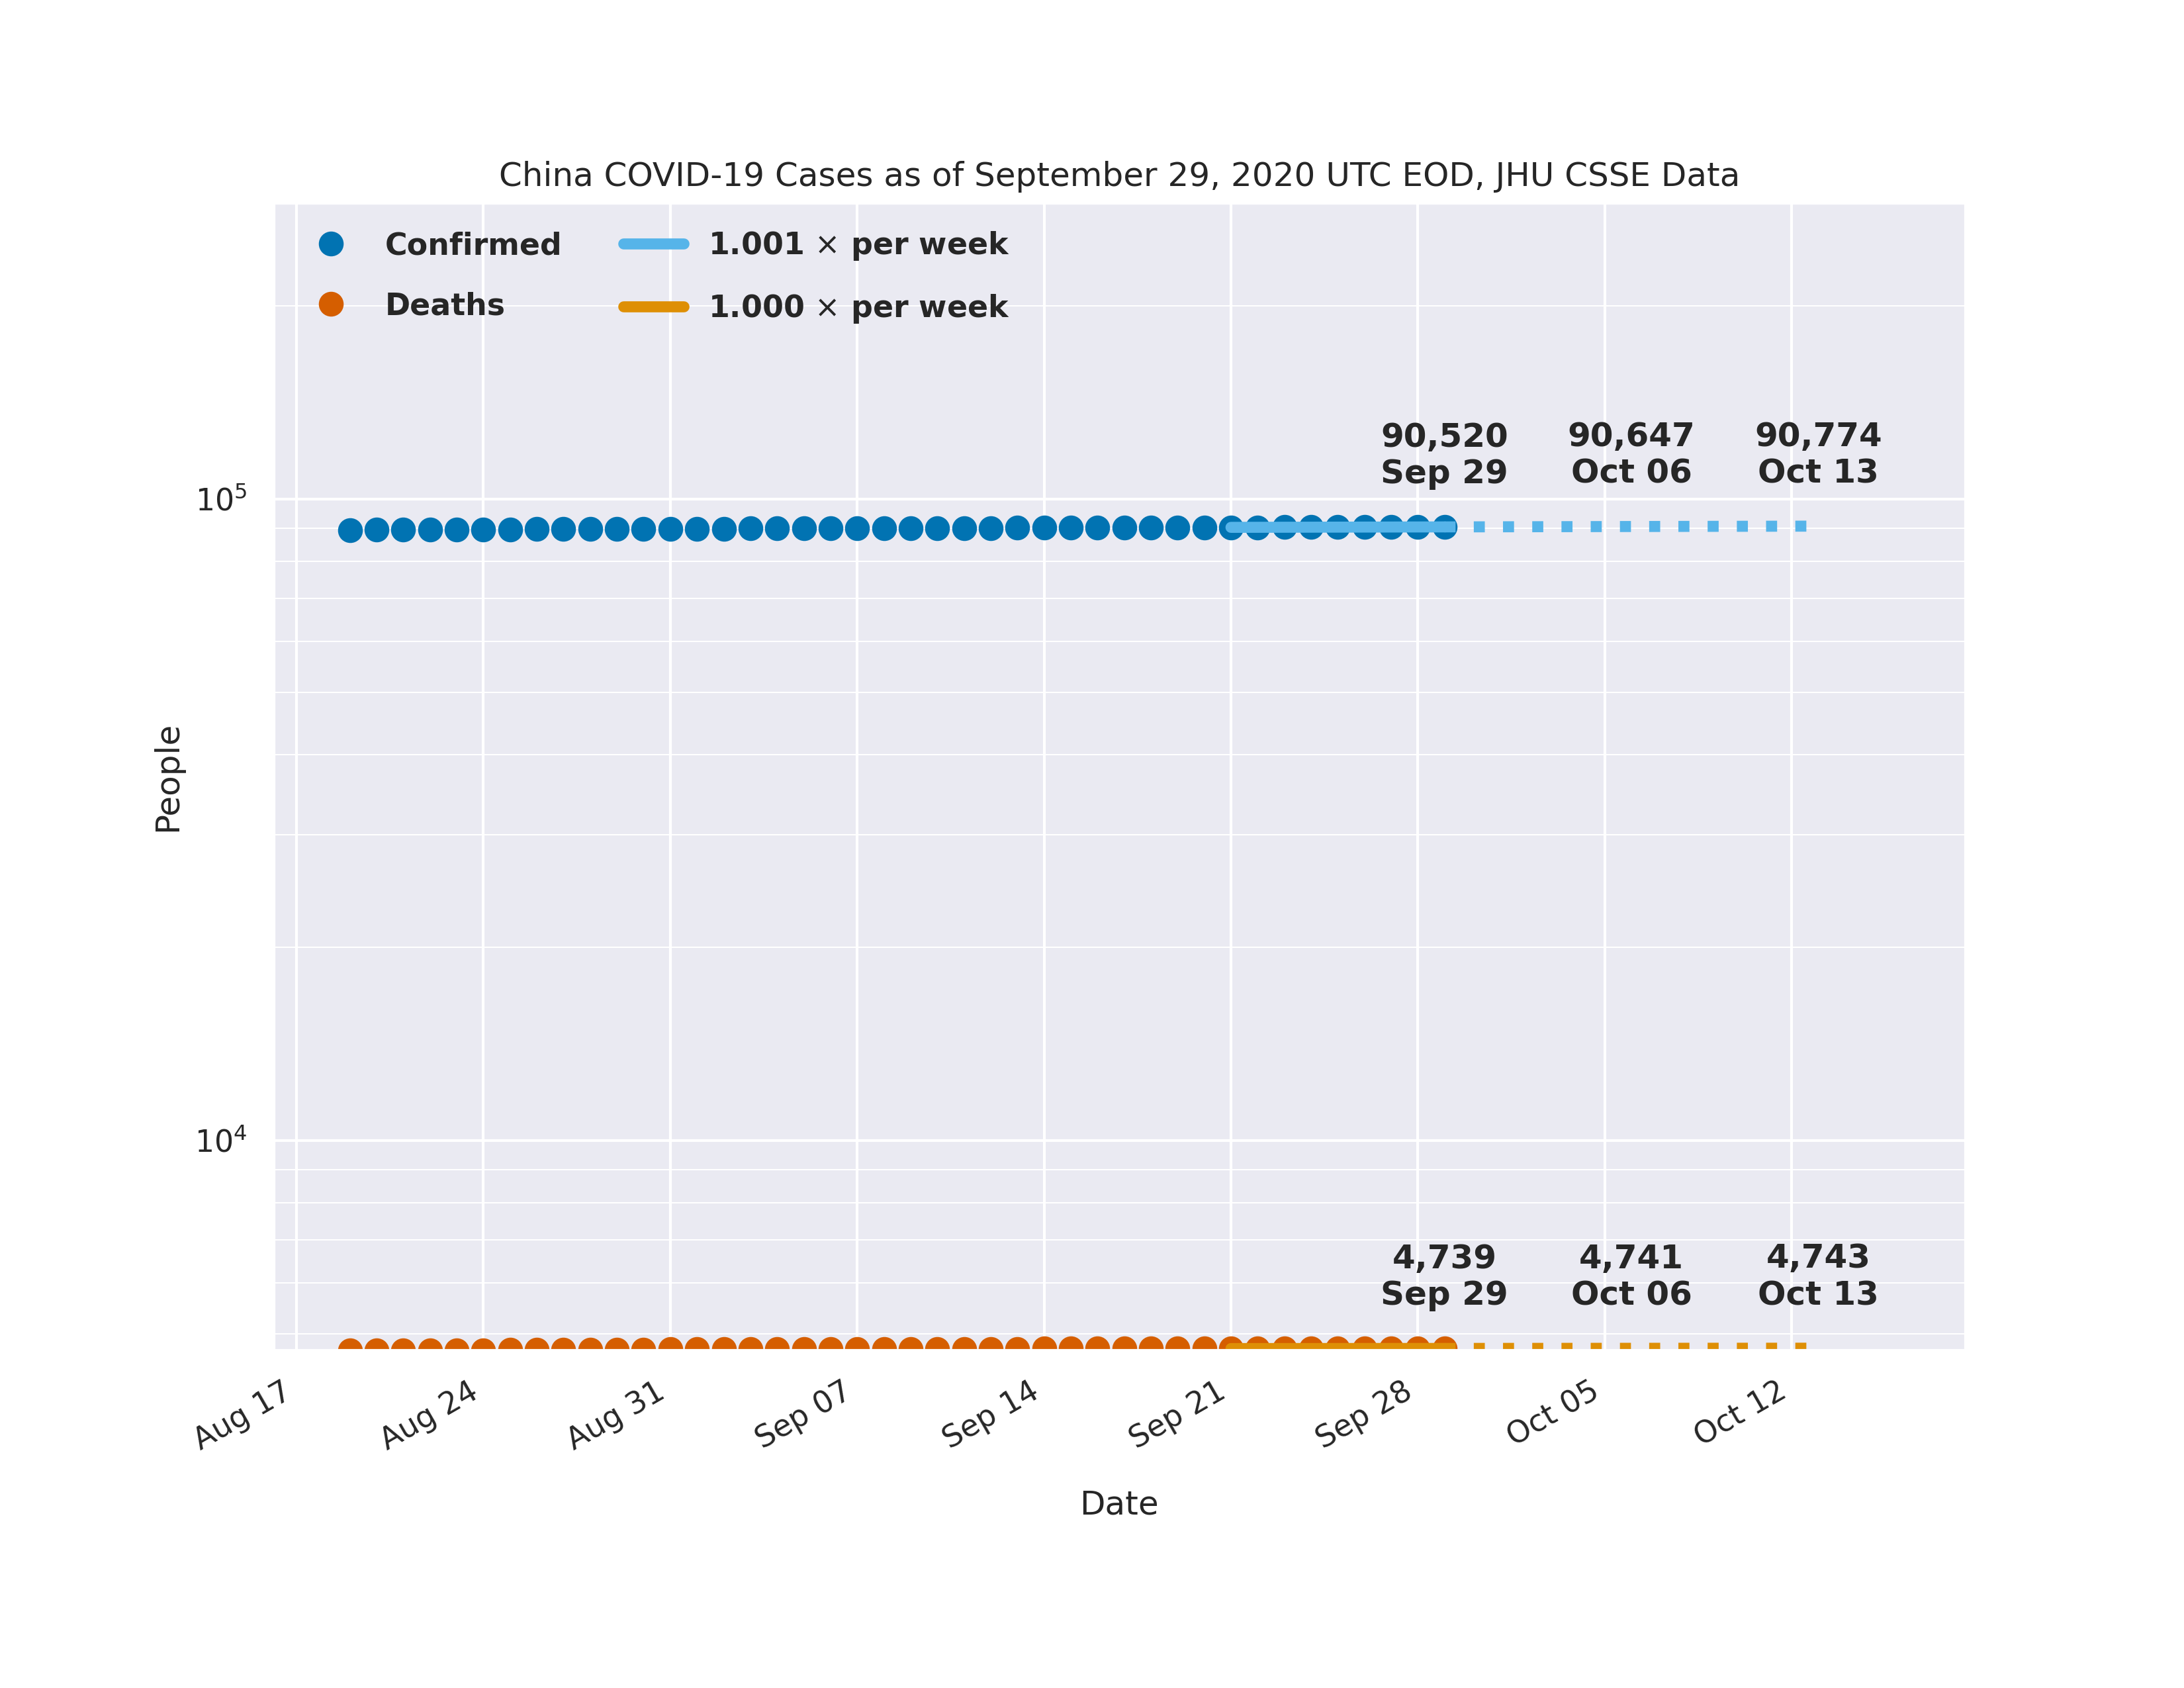 China COVID-19 Cases as of September 29, 2020 UTC EOD, JHU CSSE Data
Confirmed
Deaths
1.001 × per week
1.000 × per week
90,520
Sep 29
90,647
Oct 06
90,774
Oct 13
10⁵
People
10⁴
4,739
Sep 29
4,741
Oct 06
4,743
Oct 13
Aug 17
Aug 24
Aug 31
Sep 07
Sep 14
Sep 21
Sep 28
Oct 05
Oct 12
Date